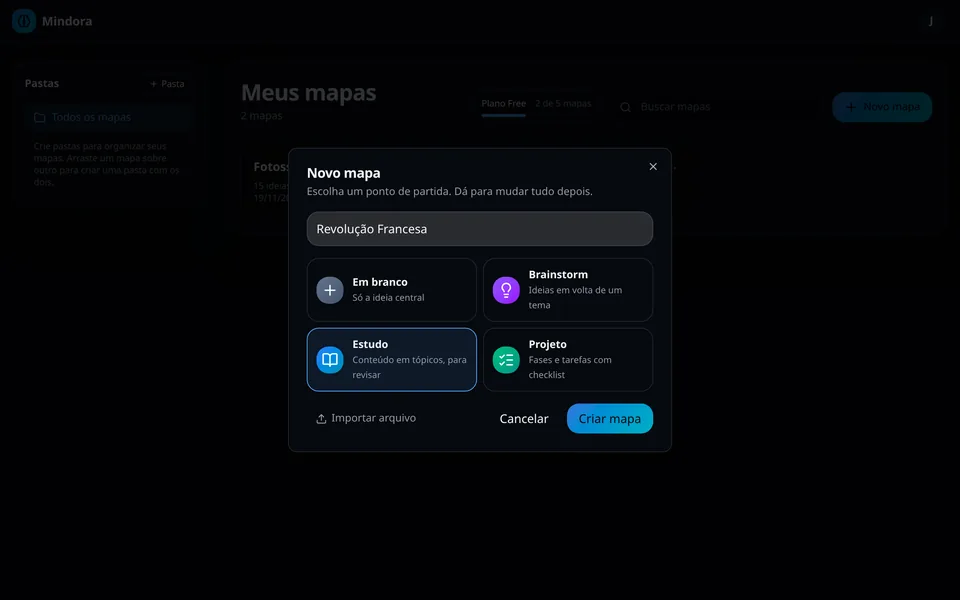 Mindora
J
Pastas
+ Pasta
Todos os mapas
Crie pastas para organizar seus
mapas. Arraste um mapa sobre
outro para criar uma pasta com os
dois.
Meus mapas
2 mapas
Plano Free 2 de 5 mapas
Buscar mapas
+ Novo mapa
15 ideias
Novo mapa
Escolha um ponto de partida. Dá para mudar tudo depois.
Revolução Francesa
Em branco
Só a ideia central
Brainstorm
Ideias em volta de um
tema
Estudo
Conteúdo em tópicos, para
revisar
Projeto
Fases e tarefas com
checklist
Importar arquivo
Cancelar
Criar mapa